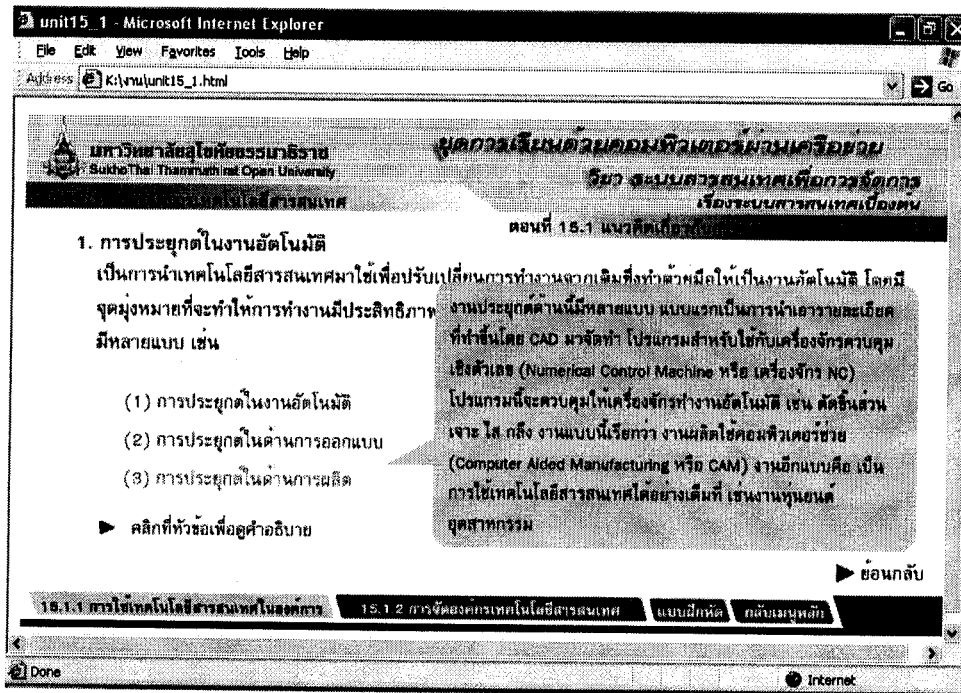 unit15_1 - Microsoft Internet Explorer
File Edit View Favorites Tools Help
Address K:\งาน\unit15_1.html Go
มหาวิทยาลัยสุโขทัยธรรมาธิราช
SukhoThai Thammathirat Open University
ชุดการเรียนด้วยคอมพิวเตอร์ผ่านเครือข่าย
วิชา ระบบสารสนเทศเพื่อการจัดการ
เรื่องระบบสารสนเทศเบื้องต้น
เทคโนโลยีสารสนเทศ
ตอนที่ 15.1 แนวคิดเกี่ยวกับ
1. การประยุกต์ในงานอัตโนมัติ
เป็นการนำเทคโนโลยีสารสนเทศมาใช้เพื่อปรับเปลี่ยนการทำงานจากเดิมซึ่งทำด้วยมือให้เป็นงานอัตโนมัติ โดยมี
จุดมุ่งหมายที่จะทำให้การทำงานมีประสิทธิภาพ
มีหลายแบบ เช่น
(1) การประยุกต์ในงานอัตโนมัติ
(2) การประยุกต์ในด้านการออกแบบ
(3) การประยุกต์ในด้านการผลิต
▶ คลิกที่หัวข้อเพื่อดูคำอธิบาย
งานประยุกต์ด้านนี้มีหลายแบบ แบบแรกเป็นการนำเอารายละเอียด
ที่ทำขึ้นโดย CAD มาจัดทำ โปรแกรมสำหรับใช้กับเครื่องจักรควบคุม
เชิงตัวเลข (Numerical Control Machine หรือ เครื่องจักร NC)
โปรแกรมนี้จะควบคุมให้เครื่องจักรทำงานอัตโนมัติ เช่น ตัดชิ้นส่วน
เจาะ ไส กลึง งานแบบนี้เรียกว่า งานผลิตใช้คอมพิวเตอร์ช่วย
(Computer Aided Manufacturing หรือ CAM) งานอีกแบบคือ เป็น
การใช้เทคโนโลยีสารสนเทศได้อย่างเต็มที่ เช่นงานหุ่นยนต์
อุตสาหกรรม
▶ ย้อนกลับ
15.1.1 การใช้เทคโนโลยีสารสนเทศในองค์การ 15.1.2 การจัดองค์กรเทคโนโลยีสารสนเทศ แบบฝึกหัด กลับเมนูหลัก
Done Internet